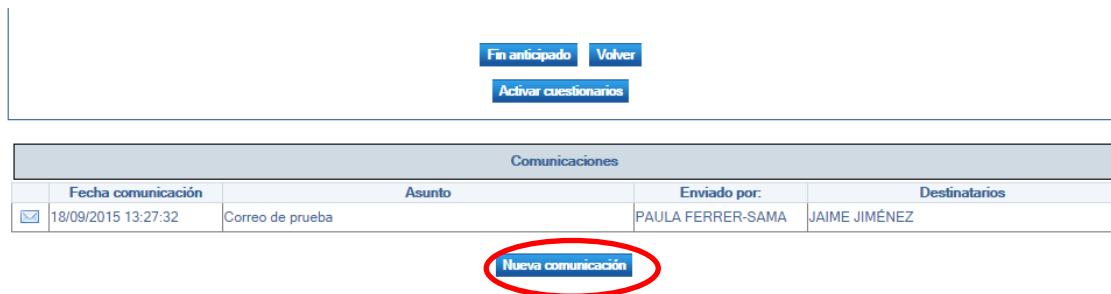 Fin anticipado Volver
Activar cuestionarios
Comunicaciones
Fecha comunicación Asunto Enviado por: Destinatarios
18/09/2015 13:27:32 Correo de prueba PAULA FERRER-SAMA JAIME JIMÉNEZ
Nueva comunicación